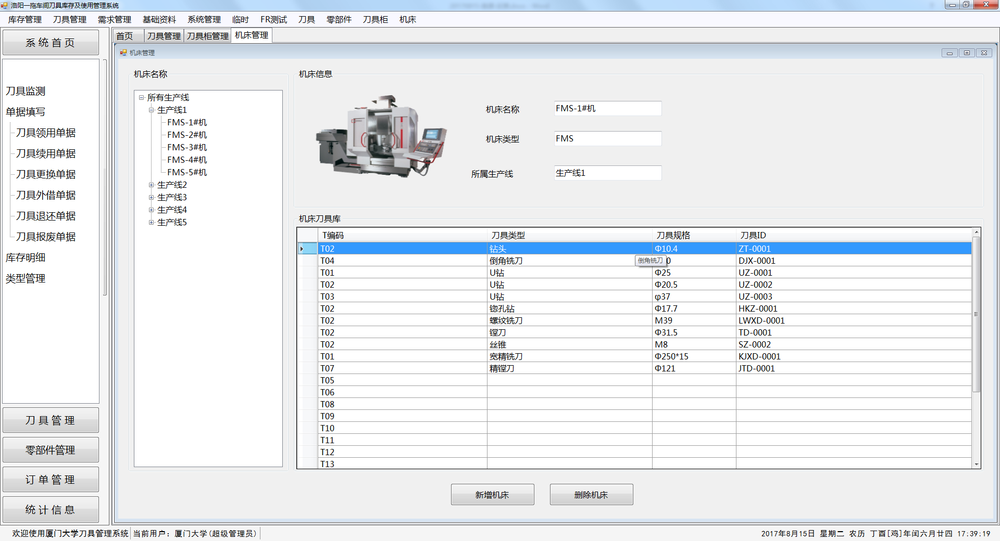 洛阳一拖车间刀具库存及使用管理系统
库存管理 刀具管理 需求管理 基础资料 系统管理 临时 FR测试 刀具 零部件 刀具柜 机床
系统首页
首页 刀具管理 刀具柜管理 机床管理
机床管理
刀具监测
单据填写
刀具领用单据
刀具续用单据
刀具更换单据
刀具外借单据
刀具退还单据
刀具报废单据
库存明细
类型管理
刀具管理
零部件管理
订单管理
统计信息
机床名称
所有生产线
生产线1
FMS-1#机
FMS-2#机
FMS-3#机
FMS-4#机
FMS-5#机
生产线2
生产线3
生产线4
生产线5
机床信息
机床名称 FMS-1#机
机床类型 FMS
所属生产线 生产线1
机床刀具库
T编码 刀具类型 刀具规格 刀具ID
T02 钻头 Φ10.4 ZT-0001
T04 倒角铣刀 倒角铣刀 0 DJX-0001
T01 U钻 Φ25 UZ-0001
T02 U钻 Φ20.5 UZ-0002
T03 U钻 φ37 UZ-0003
T02 锪孔钻 Φ17.7 HKZ-0001
T02 螺纹铣刀 M39 LWXD-0001
T02 镗刀 Φ31.5 TD-0001
T02 丝锥 M8 SZ-0002
T01 宽精铣刀 Φ250*15 KJXD-0001
T07 精镗刀 Φ121 JTD-0001
T05
T06
T08
T09
T10
T11
T12
T13
新增机床 删除机床
欢迎使用厦门大学刀具管理系统 当前用户：厦门大学(超级管理员) 2017年8月15日 星期二 农历 丁酉[鸡]年闰六月廿四 17:39:19